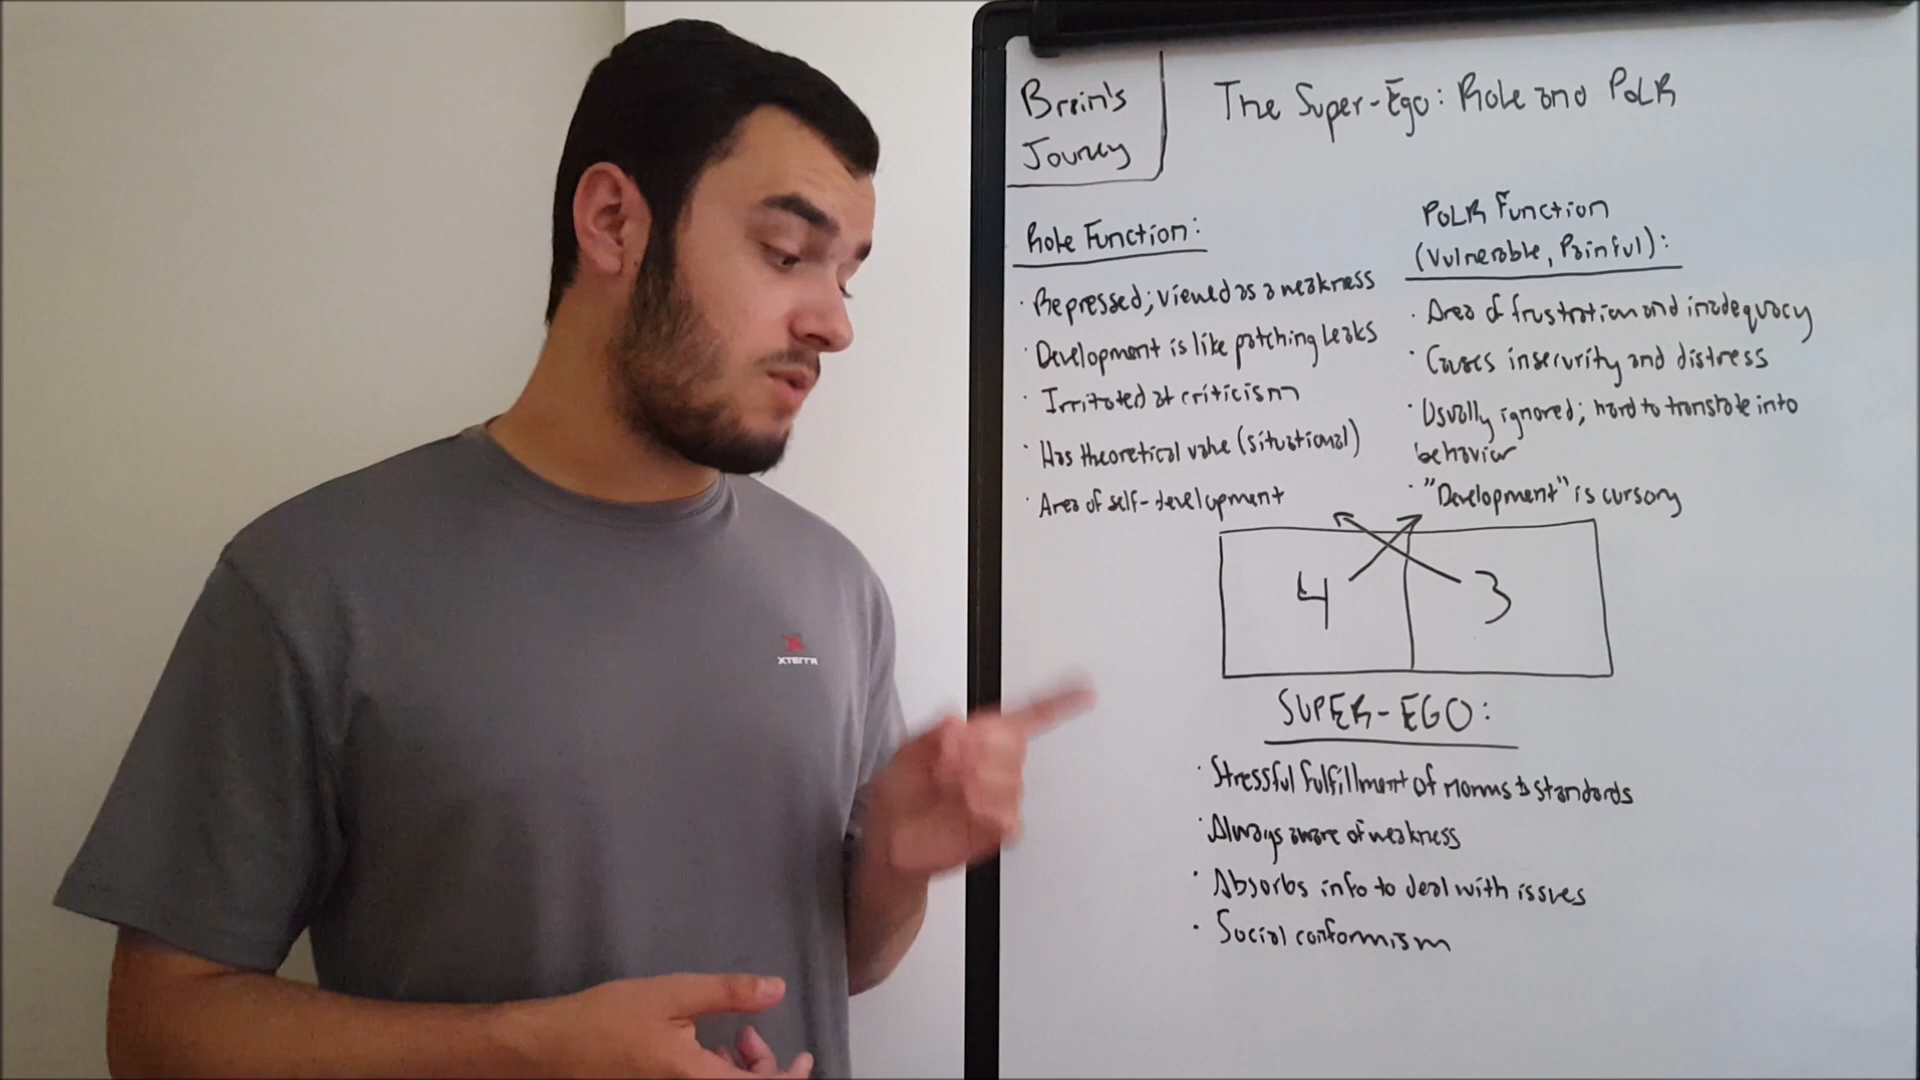 Brain's
Journey
The Super-Ego: Role and PoLR
Role Function:
· Repressed; viewed as a weakness
· Development is like patching leaks
· Irritated at criticism
· Has theoretical value (situational)
· Area of self-development
PoLR Function
(Vulnerable, Painful):
· Area of frustration and inadequacy
· Causes insecurity and distress
· Usually ignored; hard to translate into
behavior
· "Development" is cursory
4 3
SUPER-EGO:
· Stressful fulfillment of norms & standards
· Always aware of weakness
· Absorbs info to deal with issues
· Social conformism
XTERRA